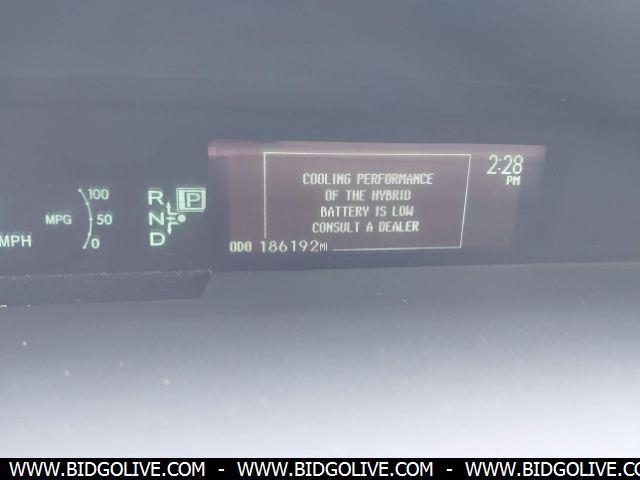 2:28
PM
COOLING PERFORMANCE
OF THE HYBRID
BATTERY IS LOW
CONSULT A DEALER
ODO 186192MI
100
MPG 50
0
MPH
R P
N
D
WWW.BIDGOLIVE.COM - WWW.BIDGOLIVE.COM - WWW.BIDGOLIVE.CO